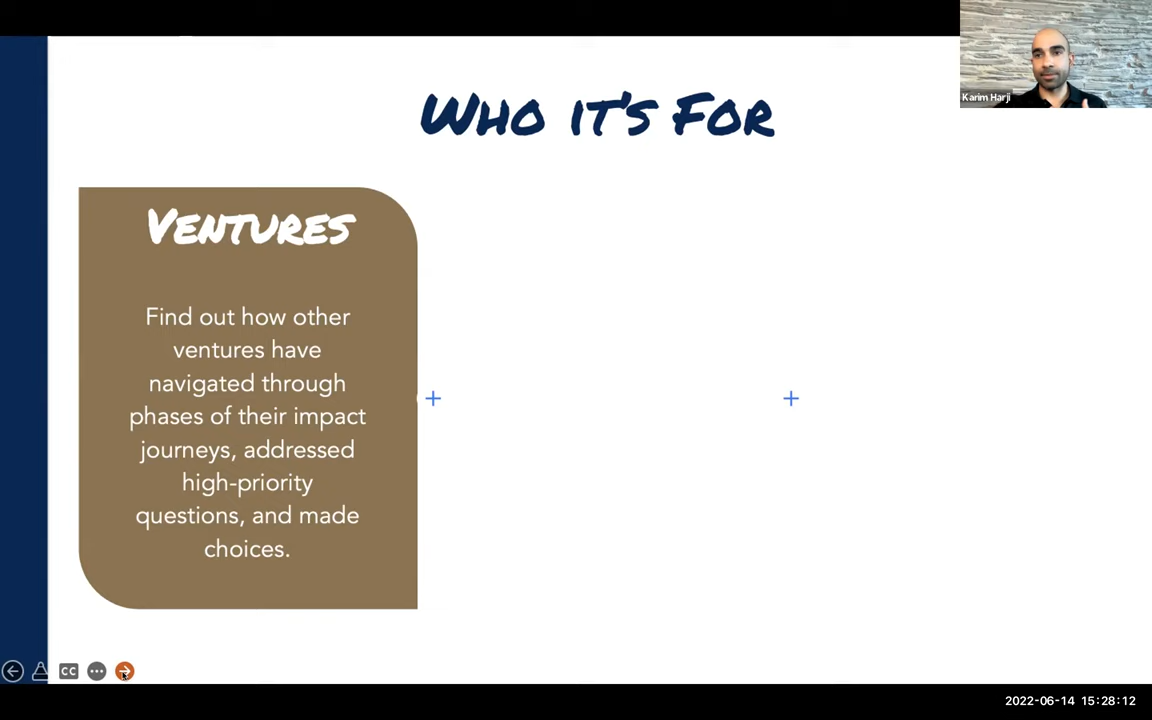 Karim Harji
Who it's For
Ventures
Find out how other
ventures have
navigated through
phases of their impact
journeys, addressed
high-priority
questions, and made
choices.
+ +
CC
2022-06-14 15:28:12